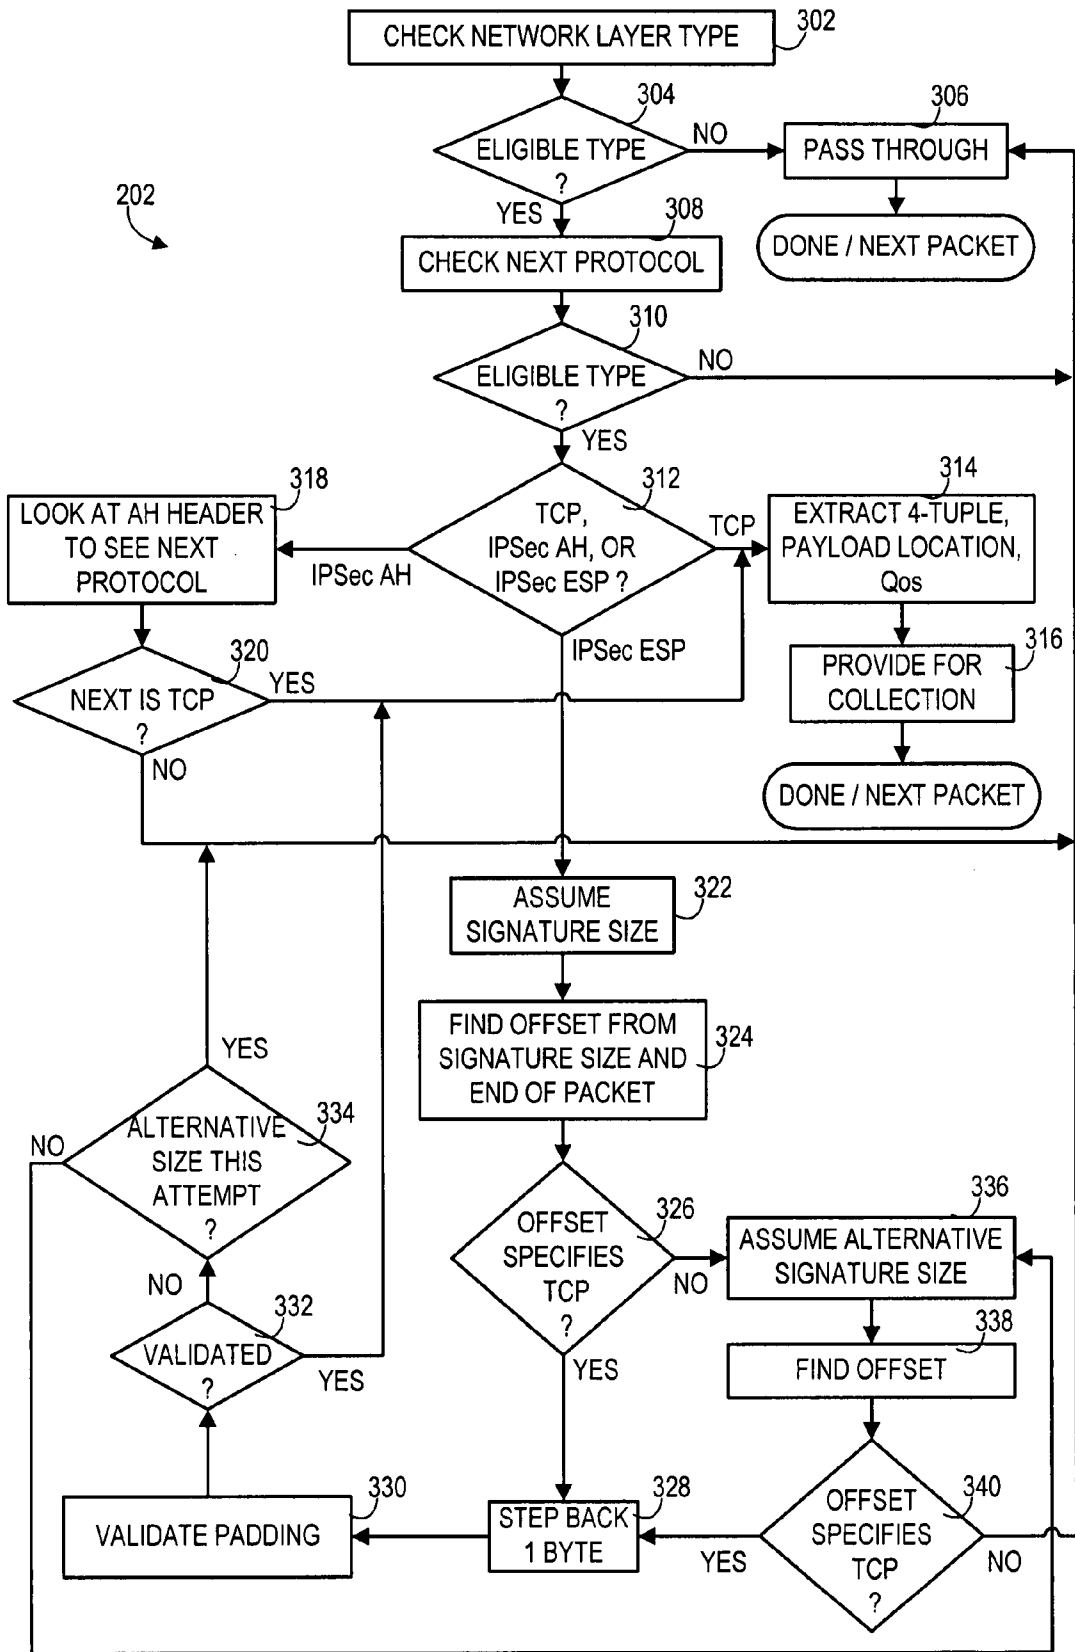 CHECK NETWORK LAYER TYPE
302
304
ELIGIBLE TYPE
?
NO
YES
306
PASS THROUGH
DONE / NEXT PACKET
202
308
CHECK NEXT PROTOCOL
310
ELIGIBLE TYPE
?
NO
YES
312
TCP,
IPSec AH, OR
IPSec ESP ?
TCP
IPSec AH
IPSec ESP
314
EXTRACT 4-TUPLE,
PAYLOAD LOCATION,
Qos
316
PROVIDE FOR
COLLECTION
DONE / NEXT PACKET
318
LOOK AT AH HEADER
TO SEE NEXT
PROTOCOL
320
NEXT IS TCP
?
YES
NO
322
ASSUME
SIGNATURE SIZE
324
FIND OFFSET FROM
SIGNATURE SIZE AND
END OF PACKET
326
OFFSET
SPECIFIES
TCP
?
NO
YES
328
STEP BACK
1 BYTE
330
VALIDATE PADDING
332
VALIDATED
?
YES
NO
334
ALTERNATIVE
SIZE THIS
ATTEMPT
?
YES
NO
336
ASSUME ALTERNATIVE
SIGNATURE SIZE
338
FIND OFFSET
340
OFFSET
SPECIFIES
TCP
?
YES
NO